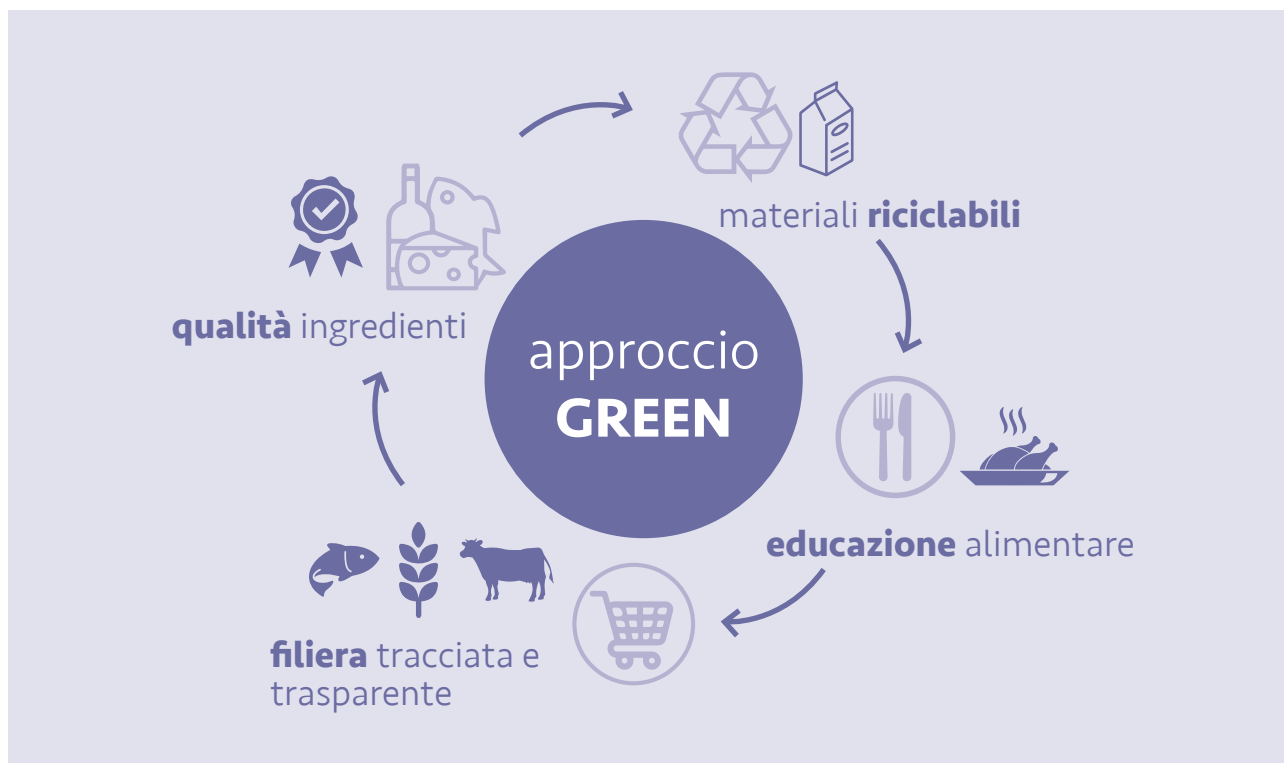 materiali riciclabili
qualità ingredienti
approccio
GREEN
educazione alimentare
filiera tracciata e
trasparente